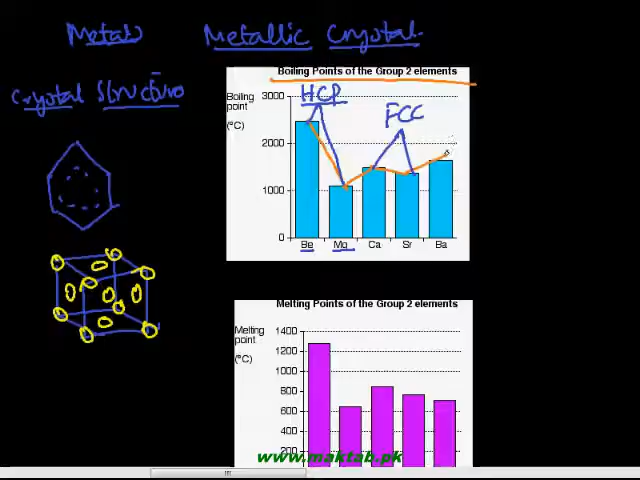 Metals Metallic Crystal
Crystal Structure
Boiling Points of the Group 2 elements
Boiling
point
(°C)
HCP
FCC
3000
2000
1000
0
Be Mg Ca Sr Ba
Melting Points of the Group 2 elements
Melting
point
(°C)
1400
1200
1000
800
600
400
200
www.maktab.pk